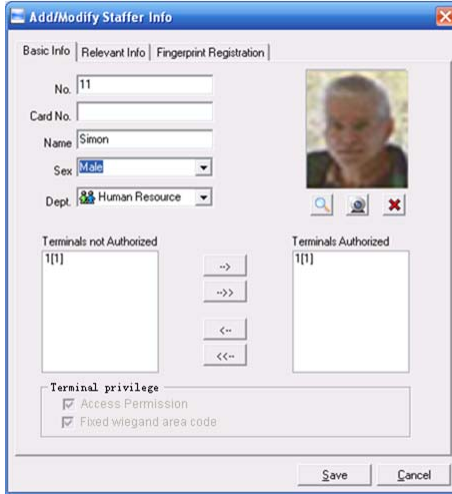 Add/Modify Staffer Info
Basic Info Relevant Info Fingerprint Registration
No. 11
Card No.
Name Simon
Sex Male
Dept. Human Resource
Terminals not Authorized Terminals Authorized
1[1] 1[1]
-->
-->>
<--
<<--
Terminal privilege
Access Permission
Fixed wiegand area code
Save Cancel